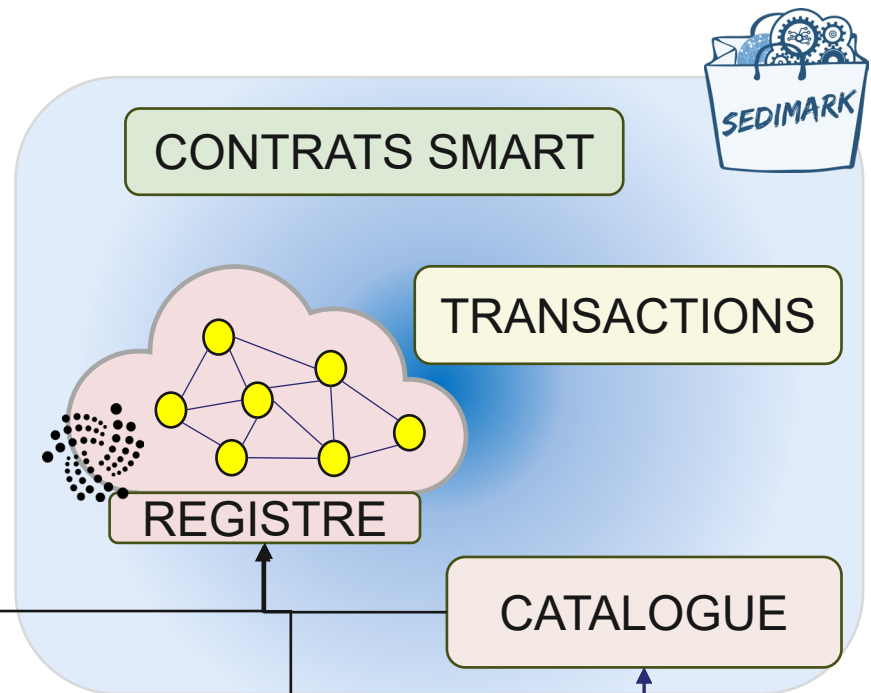 SEDIMARK
CONTRATS SMART
TRANSACTIONS
REGISTRE
CATALOGUE